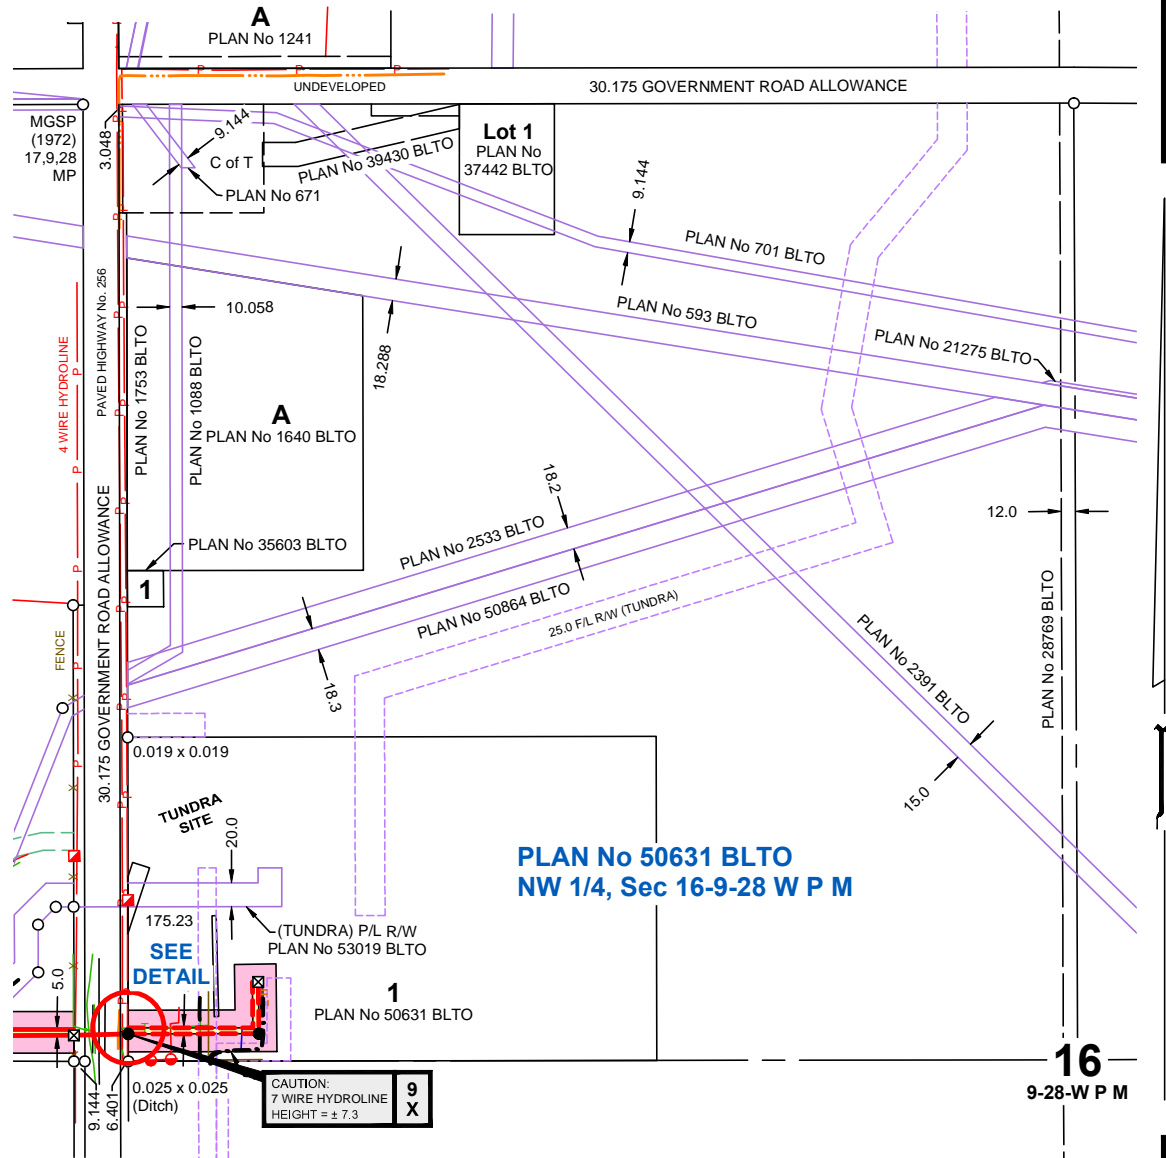 A
PLAN No 1241
UNDEVELOPED
30.175 GOVERNMENT ROAD ALLOWANCE
MGSP
(1972)
17,9,28
MP
3.048
9.144
C of T
PLAN No 671
PLAN No 39430 BLTO
Lot 1
PLAN No
37442 BLTO
9.144
PLAN No 701 BLTO
PLAN No 593 BLTO
PLAN No 21275 BLTO
10.058
18.288
4 WIRE HYDROLINE
PAVED HIGHWAY No. 256
PLAN No 1753 BLTO
PLAN No 1088 BLTO
A
PLAN No 1640 BLTO
18.2
12.0
PLAN No 2533 BLTO
PLAN No 35603 BLTO
1
30.175 GOVERNMENT ROAD ALLOWANCE
FENCE
PLAN No 50864 BLTO
25.0 F/L R/W (TUNDRA)
18.3
PLAN No 2391 BLTO
PLAN No 28769 BLTO
0.019 x 0.019
15.0
TUNDRA
SITE
20.0
PLAN No 50631 BLTO
NW 1/4, Sec 16-9-28 W P M
175.23
(TUNDRA) P/L R/W
PLAN No 53019 BLTO
SEE
DETAIL
5.0
1
PLAN No 50631 BLTO
16
9-28-W P M
0.025 x 0.025
(Ditch)
9.144
6.401
CAUTION:
7 WIRE HYDROLINE
HEIGHT = ± 7.3
9
X